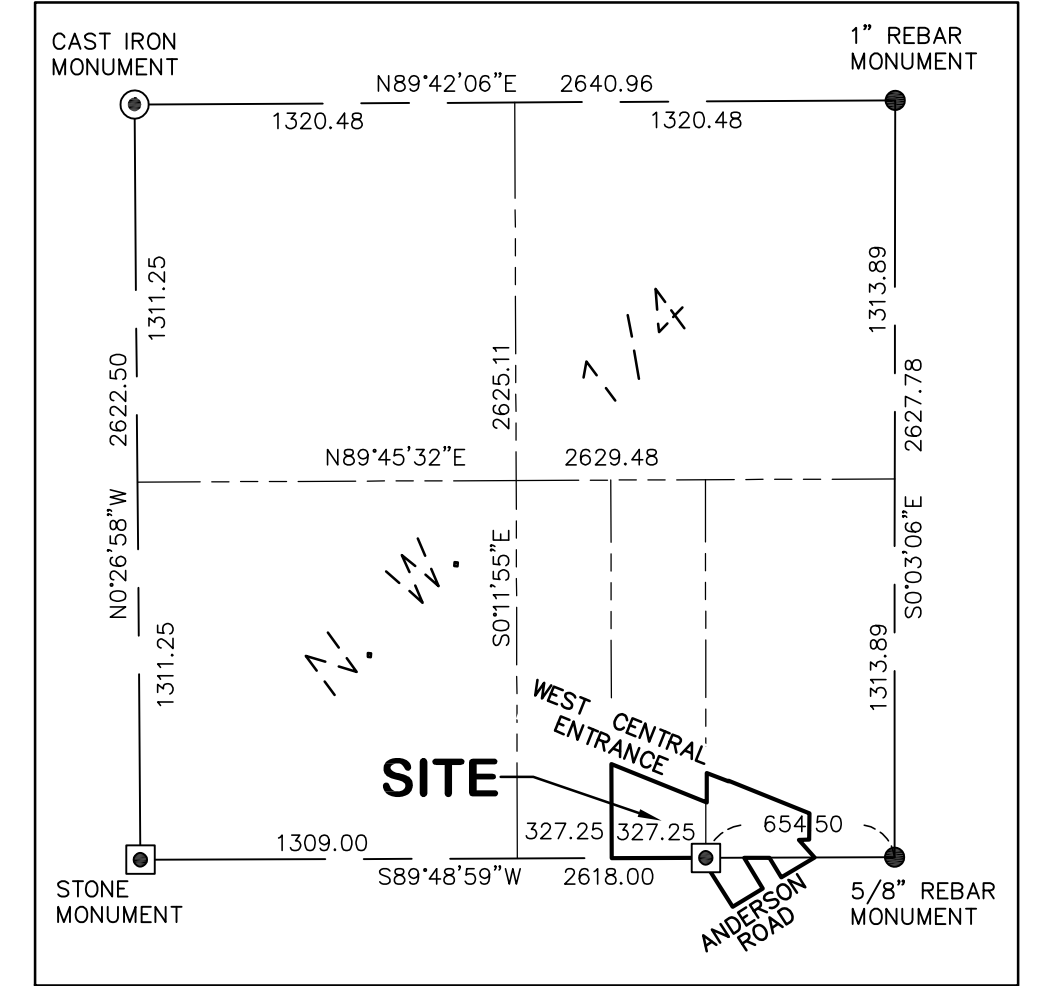 CAST IRON
MONUMENT
1” REBAR
MONUMENT
N89°42’06”E 2640.96
1320.48 1320.48
1311.25
1313.89
2622.50
2625.11
2627.78
1/4
N89°45’32”E 2629.48
N0°26’58”W
S0°11’55”E
S0°03’06”E
N. W.
1311.25
1313.89
WEST CENTRAL
ENTRANCE
SITE
1309.00
327.25 327.25
654.50
S89°48’59”W 2618.00
STONE
MONUMENT
5/8” REBAR
MONUMENT
ANDERSON
ROAD